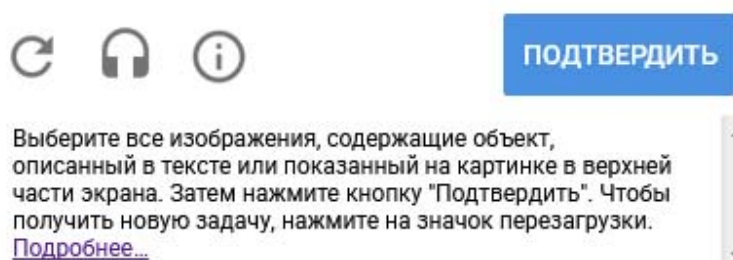 ПОДТВЕРДИТЬ
Выберите все изображения, содержащие объект,
описанный в тексте или показанный на картинке в верхней
части экрана. Затем нажмите кнопку "Подтвердить". Чтобы
получить новую задачу, нажмите на значок перезагрузки.
Подробнее...